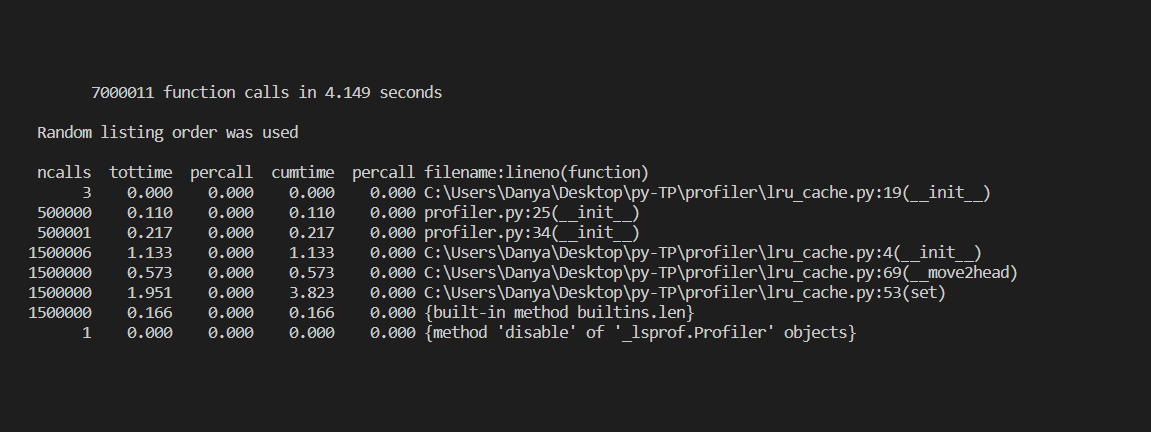 7000011 function calls in 4.149 seconds
Random listing order was used
ncalls tottime percall cumtime percall filename:lineno(function)
3 0.000 0.000 0.000 0.000 C:\Users\Danya\Desktop\py-TP\profiler\lru_cache.py:19(__init__)
500000 0.110 0.000 0.110 0.000 profiler.py:25(__init__)
500001 0.217 0.000 0.217 0.000 profiler.py:34(__init__)
1500006 1.133 0.000 1.133 0.000 C:\Users\Danya\Desktop\py-TP\profiler\lru_cache.py:4(__init__)
1500000 0.573 0.000 0.573 0.000 C:\Users\Danya\Desktop\py-TP\profiler\lru_cache.py:69(__move2head)
1500000 1.951 0.000 3.823 0.000 C:\Users\Danya\Desktop\py-TP\profiler\lru_cache.py:53(set)
1500000 0.166 0.000 0.166 0.000 {built-in method builtins.len}
1 0.000 0.000 0.000 0.000 {method 'disable' of '_lsprof.Profiler' objects}